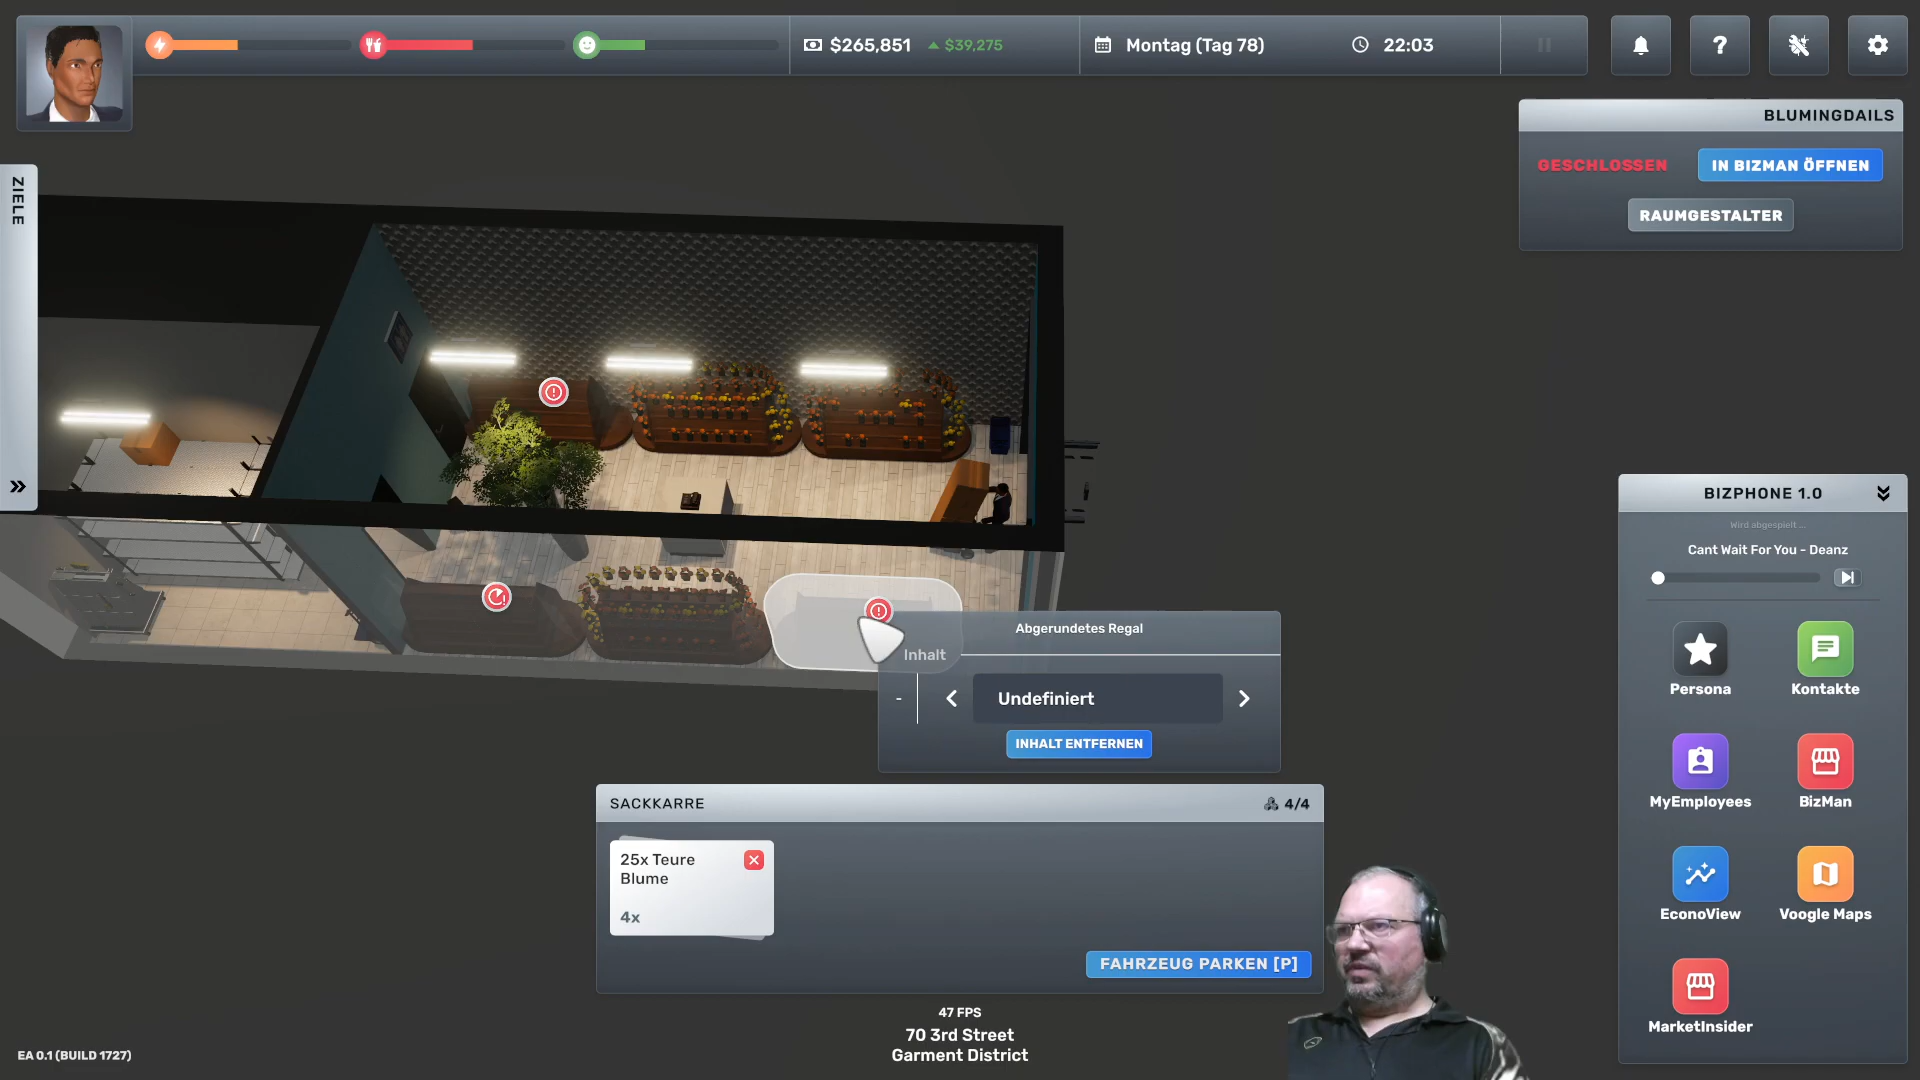 $265,851
$39,275
Montag (Tag 78)
22:03
?
BLUMINGDAILS
GESCHLOSSEN
IN BIZMAN ÖFFNEN
RAUMGESTALTER
ZIELE
BIZPHONE 1.0
Wird abgespielt ...
Cant Wait For You - Deanz
Persona
Kontakte
MyEmployees
BizMan
EconoView
Voogle Maps
MarketInsider
Abgerundetes Regal
Inhalt
-
Undefiniert
INHALT ENTFERNEN
SACKKARRE
4/4
25x Teure
Blume
4x
FAHRZEUG PARKEN [P]
47 FPS
70 3rd Street
Garment District
EA 0.1 (BUILD 1727)